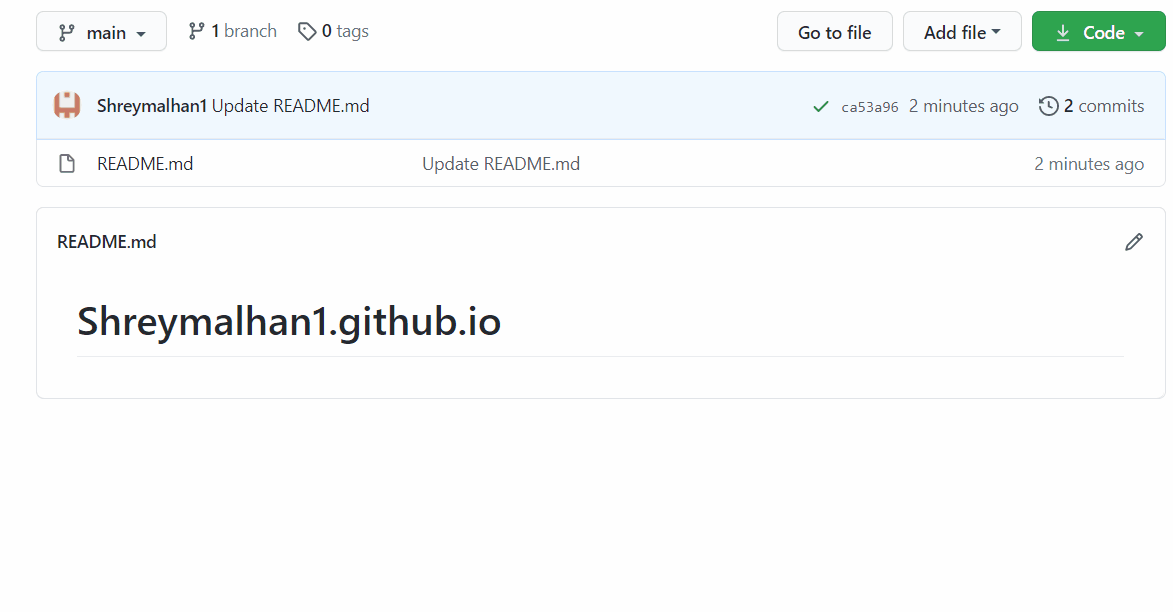 main 1 branch 0 tags Go to file Add file Code
Shreymalhan1 Update README.md ca53a96 2 minutes ago 2 commits
README.md Update README.md 2 minutes ago
README.md
Shreymalhan1.github.io